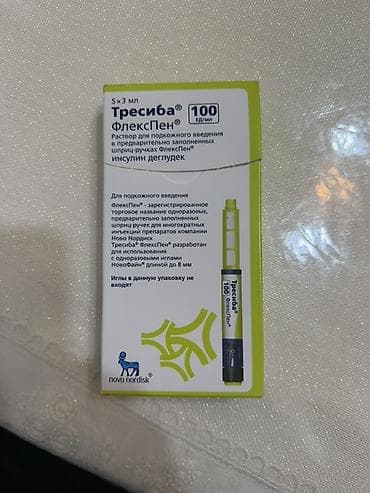 5 x 3 мл
Тресиба® 100
ФлексПен® ЕД/мл
Раствор для подкожного введения
в предварительно заполненных
шприц-ручках ФлексПен®
инсулин деглудек
Для подкожного введения
ФлексПен® - зарегистрированное
торговое название одноразовых,
предварительно заполненных
шприц-ручек для многократных
инъекций препаратов компании
Ново Нордиск
Тресиба® ФлексПен® разработан
для использования
с одноразовыми иглами
НовоФайн® длиной до 8 мм
Иглы в данную упаковку не
входят
Тресиба®
100 ФлексПен®
novo nordisk®